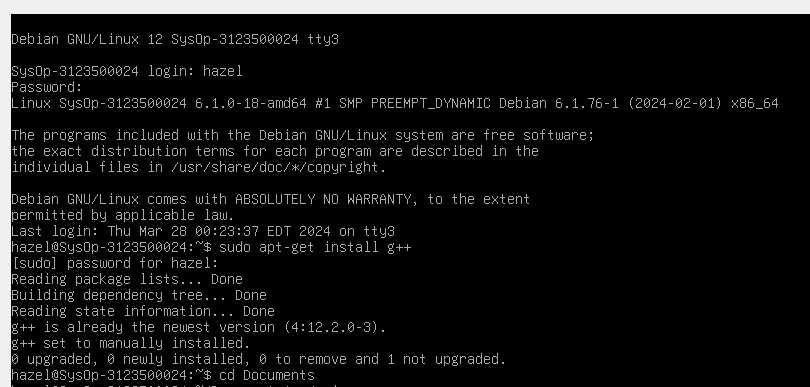 Debian GNU/Linux 12 SysOp-3123500024 tty3
SysOp-3123500024 login: hazel
Password:
Linux SysOp-3123500024 6.1.0-18-amd64 #1 SMP PREEMPT_DYNAMIC Debian 6.1.76-1 (2024-02-01) x86_64
The programs included with the Debian GNU/Linux system are free software;
the exact distribution terms for each program are described in the
individual files in /usr/share/doc/*/copyright.
Debian GNU/Linux comes with ABSOLUTELY NO WARRANTY, to the extent
permitted by applicable law.
Last login: Thu Mar 28 00:23:37 EDT 2024 on tty3
hazel@SysOp-3123500024:~$ sudo apt-get install g++
[sudo] password for hazel:
Reading package lists... Done
Building dependency tree... Done
Reading state information... Done
g++ is already the newest version (4:12.2.0-3).
g++ set to manually installed.
0 upgraded, 0 newly installed, 0 to remove and 1 not upgraded.
hazel@SysOp-3123500024:~$ cd Documents